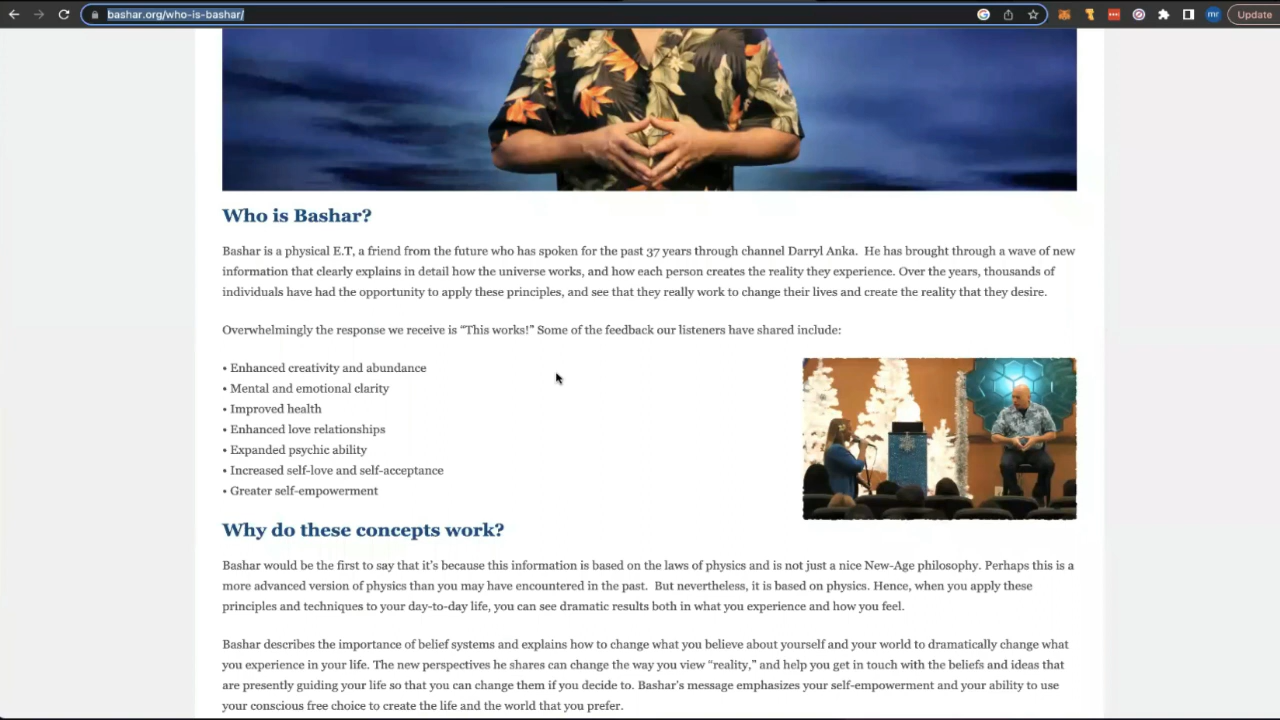 bashar.org/who-is-bashar/
mr
Update
Who is Bashar?
Bashar is a physical E.T, a friend from the future who has spoken for the past 37 years through channel Darryl Anka.  He has brought through a wave of new
information that clearly explains in detail how the universe works, and how each person creates the reality they experience. Over the years, thousands of
individuals have had the opportunity to apply these principles, and see that they really work to change their lives and create the reality that they desire.
Overwhelmingly the response we receive is “This works!” Some of the feedback our listeners have shared include:
• Enhanced creativity and abundance
• Mental and emotional clarity
• Improved health
• Enhanced love relationships
• Expanded psychic ability
• Increased self-love and self-acceptance
• Greater self-empowerment
Why do these concepts work?
Bashar would be the first to say that it’s because this information is based on the laws of physics and is not just a nice New-Age philosophy. Perhaps this is a
more advanced version of physics than you may have encountered in the past.  But nevertheless, it is based on physics. Hence, when you apply these
principles and techniques to your day-to-day life, you can see dramatic results both in what you experience and how you feel.
Bashar describes the importance of belief systems and explains how to change what you believe about yourself and your world to dramatically change what
you experience in your life. The new perspectives he shares can change the way you view “reality,” and help you get in touch with the beliefs and ideas that
are presently guiding your life so that you can change them if you decide to. Bashar’s message emphasizes your self-empowerment and your ability to use
your conscious free choice to create the life and the world that you prefer.